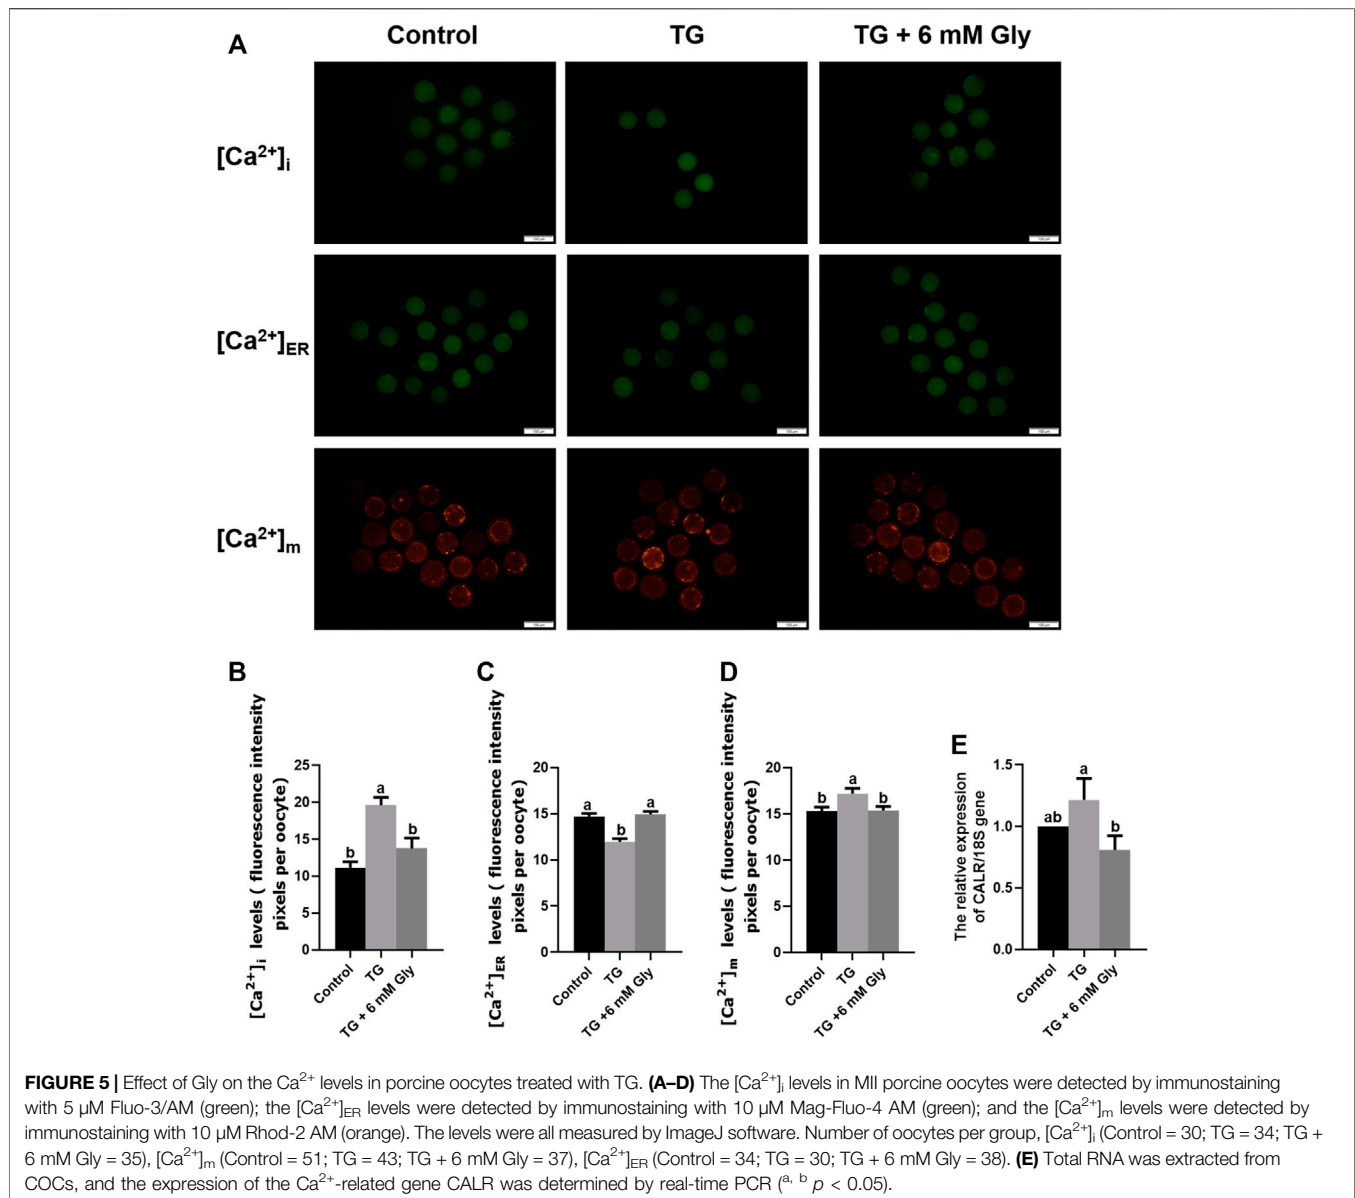 A
Control
TG
TG + 6 mM Gly
[Ca²⁺]i
[Ca²⁺]ER
[Ca²⁺]m
B
[Ca²⁺]i levels ( fluorescence intensity
pixels per oocyte)
25
20
15
10
5
0
b
a
b
Control
TG
TG + 6 mM Gly
C
[Ca²⁺]ER levels ( fluorescence intensity
pixels per oocyte)
20
15
10
5
0
a
b
a
Control
TG
TG +6 mM Gly
D
[Ca²⁺]m levels ( fluorescence intensity
pixels per oocyte)
20
15
10
5
0
b
a
b
Control
TG
TG +6 mM Gly
E
The relative expression
of CALR/18S gene
1.5
1.0
0.5
0.0
ab
a
b
Control
TG
TG + 6 mM Gly
FIGURE 5 | Effect of Gly on the Ca²⁺ levels in porcine oocytes treated with TG. (A–D) The [Ca²⁺]i levels in MII porcine oocytes were detected by immunostaining
with 5 µM Fluo-3/AM (green); the [Ca²⁺]ER levels were detected by immunostaining with 10 µM Mag-Fluo-4 AM (green); and the [Ca²⁺]m levels were detected by
immunostaining with 10 µM Rhod-2 AM (orange). The levels were all measured by ImageJ software. Number of oocytes per group, [Ca²⁺]i (Control = 30; TG = 34; TG +
6 mM Gly = 35), [Ca²⁺]m (Control = 51; TG = 43; TG + 6 mM Gly = 37), [Ca²⁺]ER (Control = 34; TG = 30; TG + 6 mM Gly = 38). (E) Total RNA was extracted from
COCs, and the expression of the Ca²⁺-related gene CALR was determined by real-time PCR (ᵃ, ᵇ p < 0.05).